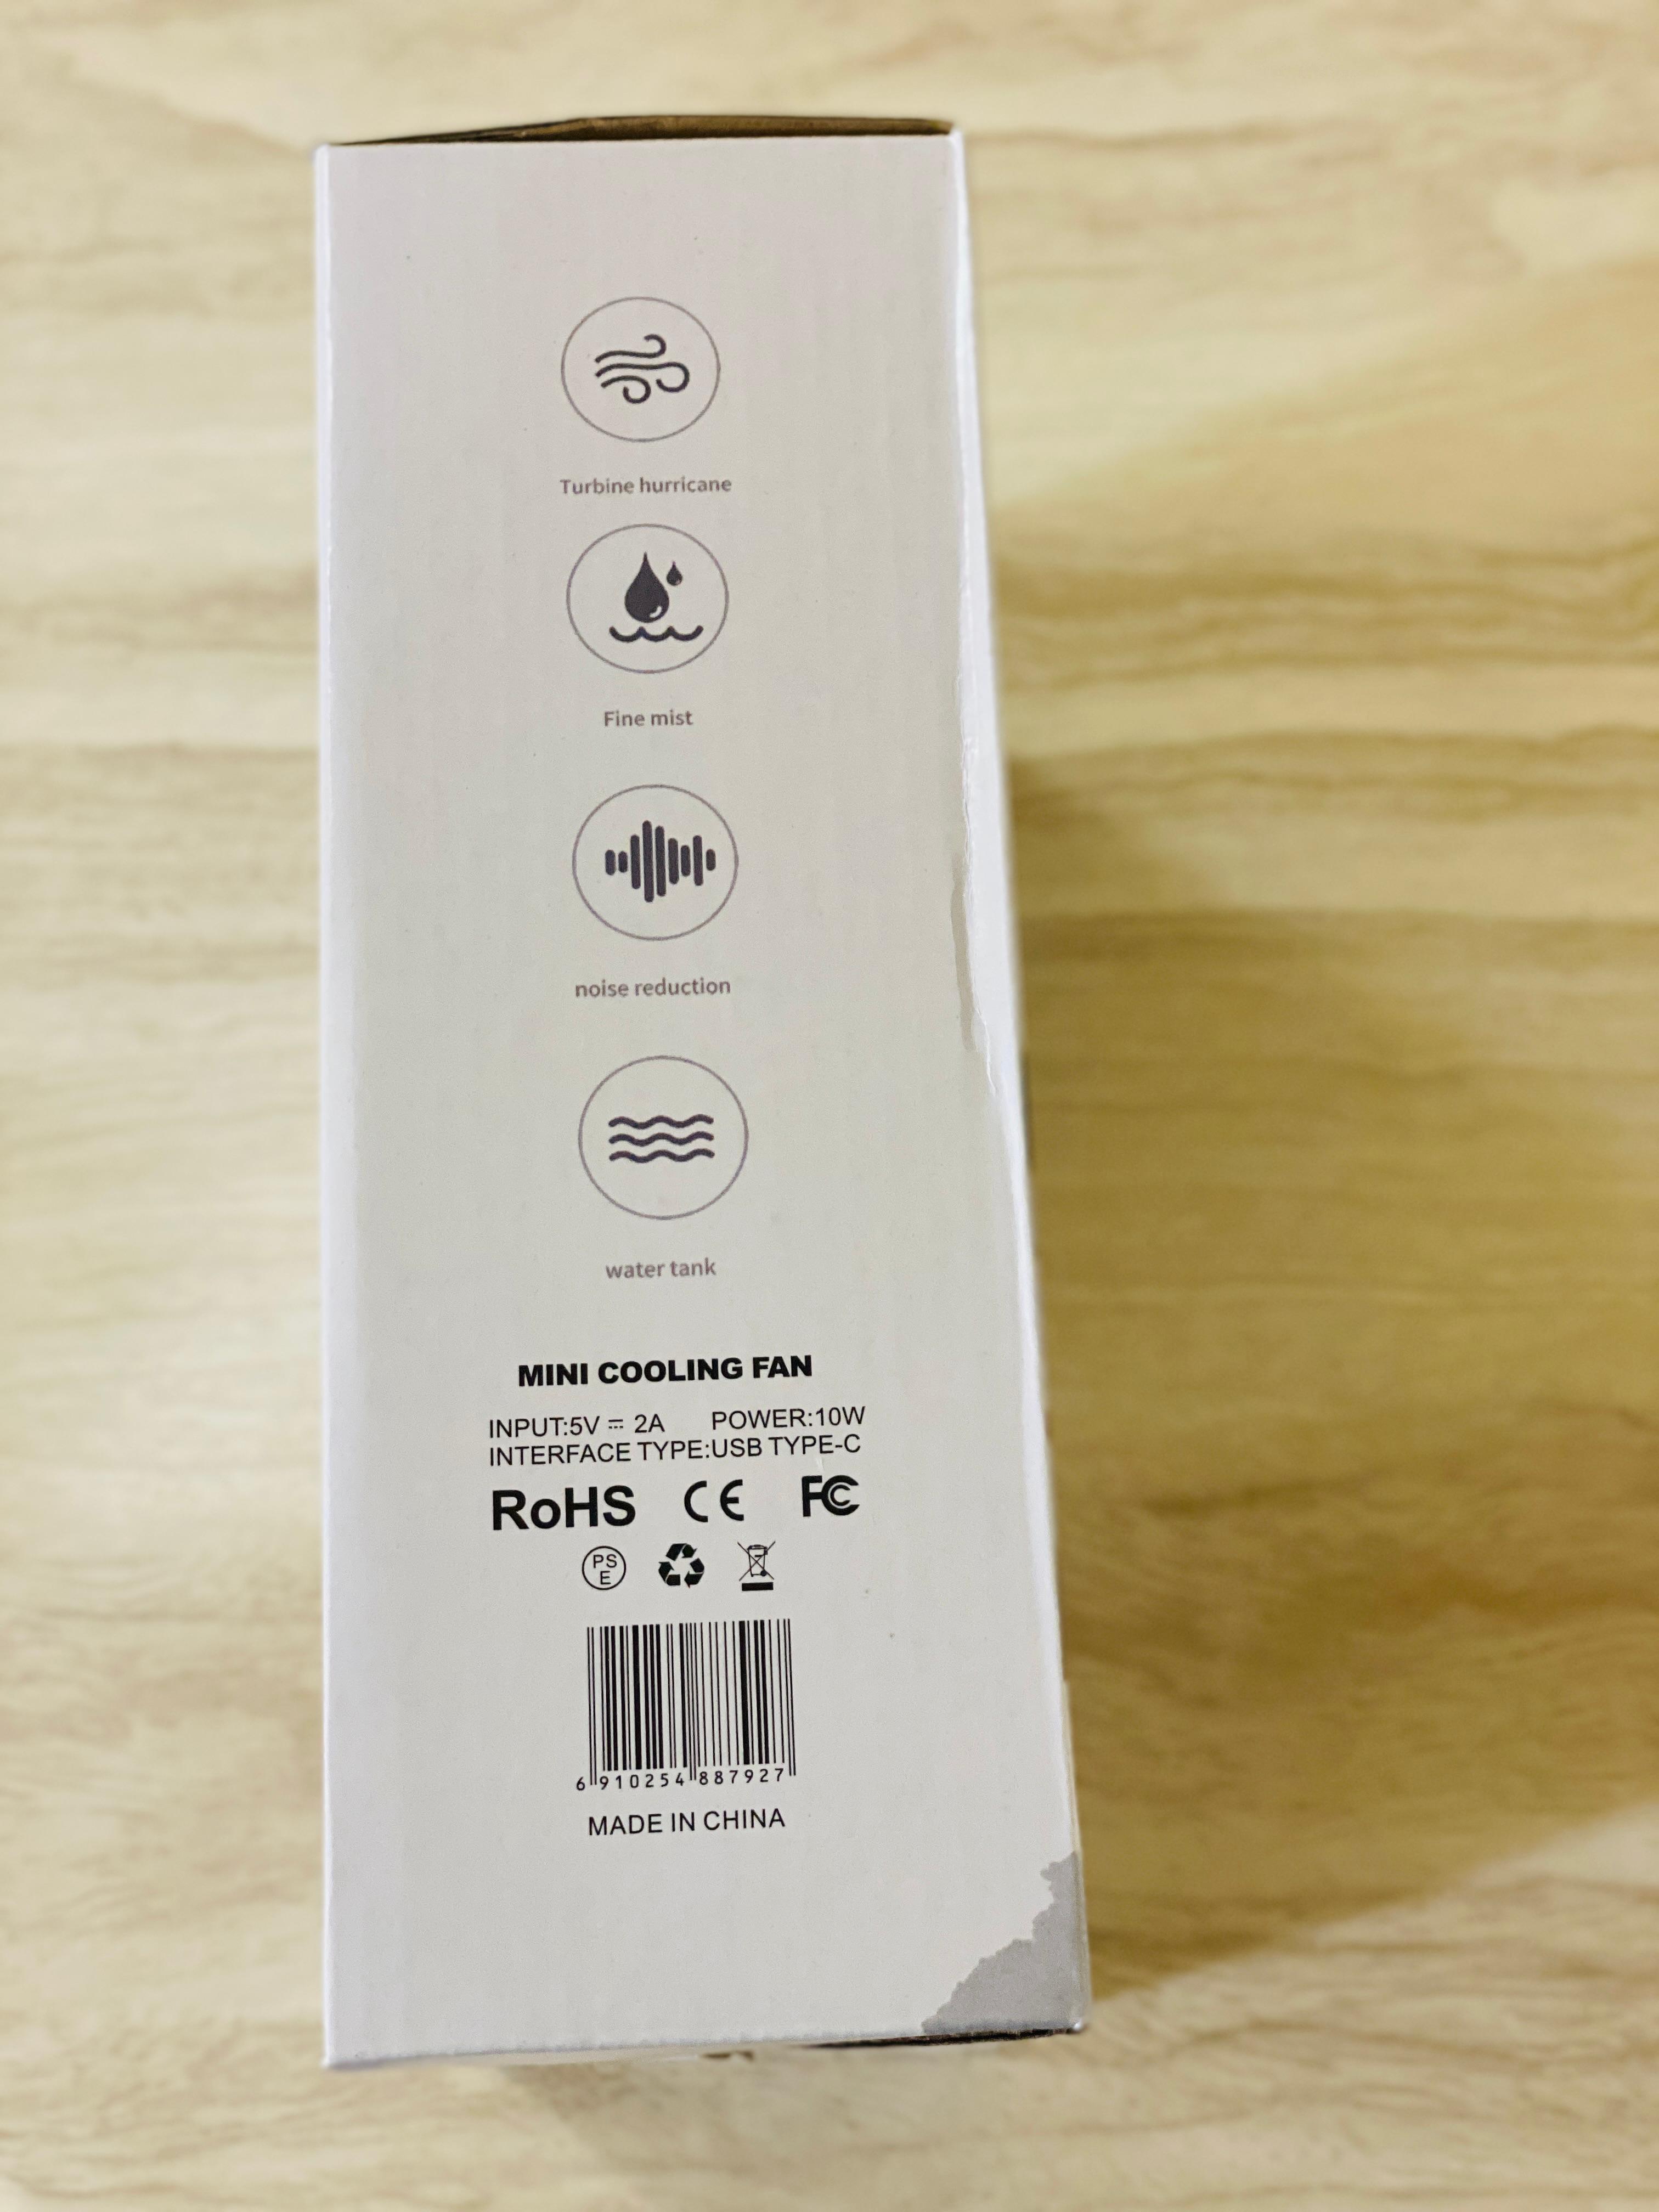 Turbine hurricane
Fine mist
noise reduction
water tank
MINI COOLING FAN
INPUT:5V ⎓ 2A POWER:10W
INTERFACE TYPE:USB TYPE-C
RoHS CE FC
PS
E
6 910254 887927
MADE IN CHINA